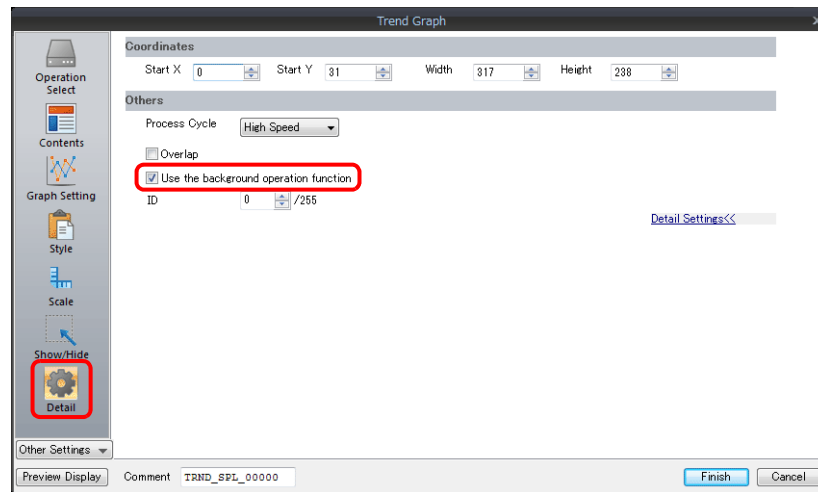 Trend Graph
Operation
Select
Contents
Graph Setting
Style
Scale
Show/Hide
Detail
Other Settings
Coordinates
Start X 0 Start Y 31 Width 317 Height 238
Others
Process Cycle High Speed
Overlap
Use the background operation function
ID 0 /255
Detail Settings<<
Preview Display Comment TRND_SPL_00000 Finish Cancel